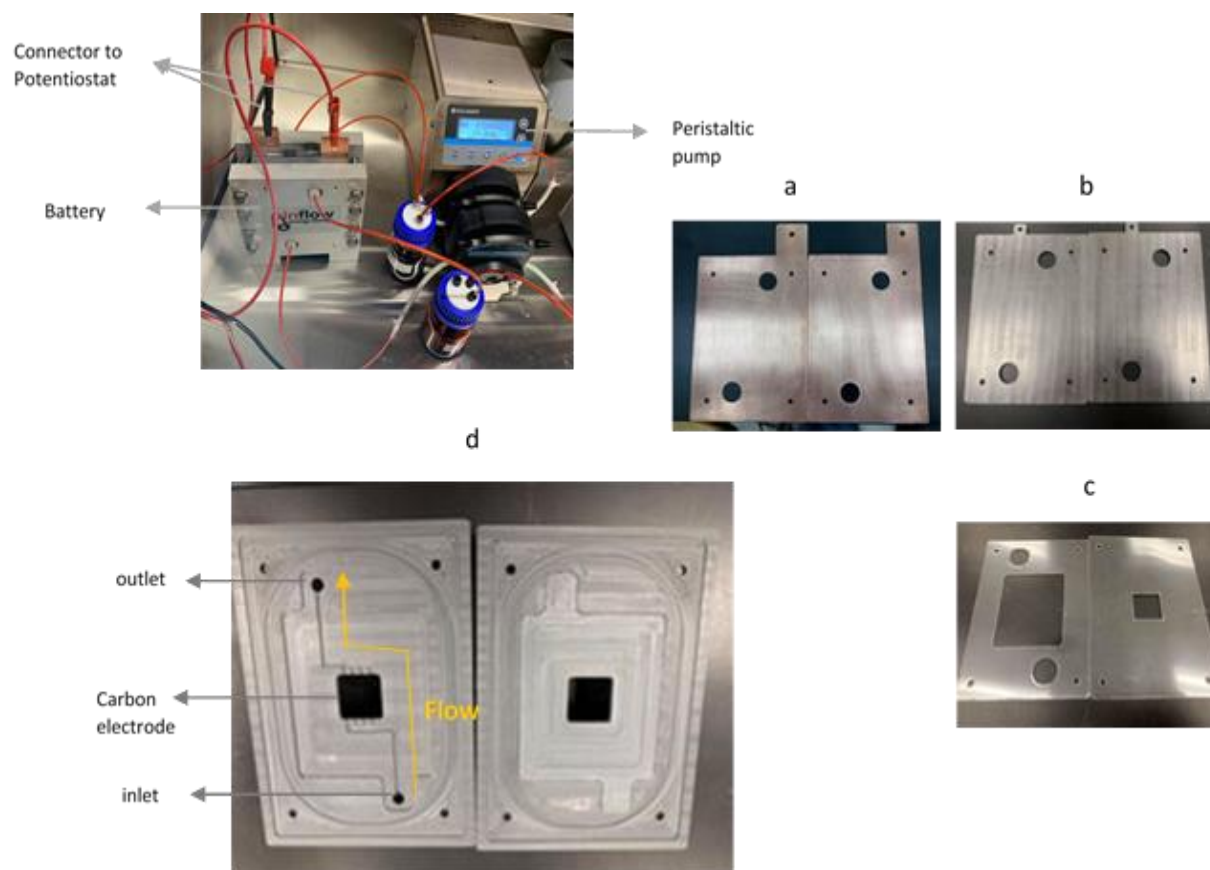 Connector to
Potentiostat
Peristaltic
pump
a
b
Battery
d
c
outlet
Carbon
electrode
Flow
inlet